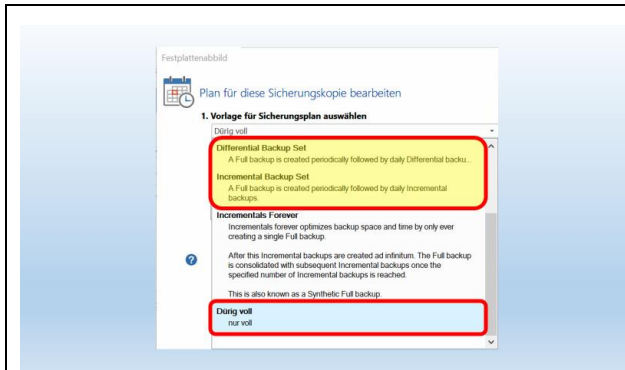 Festplattenabbild
Plan für diese Sicherungskopie bearbeiten
1. Vorlage für Sicherungsplan auswählen
Dürig voll
Differential Backup Set
A Full backup is created periodically followed by daily Differential backu...
Incremental Backup Set
A Full backup is created periodically followed by daily Incremental
backups.
Incrementals Forever
Incrementals forever optimizes backup space and time by only ever
creating a single Full backup.
After this Incremental backups are created ad infinitum. The Full backup
is consolidated with subsequent Incremental backups once the
specified number of Incremental backups is reached.
This is also known as a Synthetic Full backup.
Dürig voll
nur voll